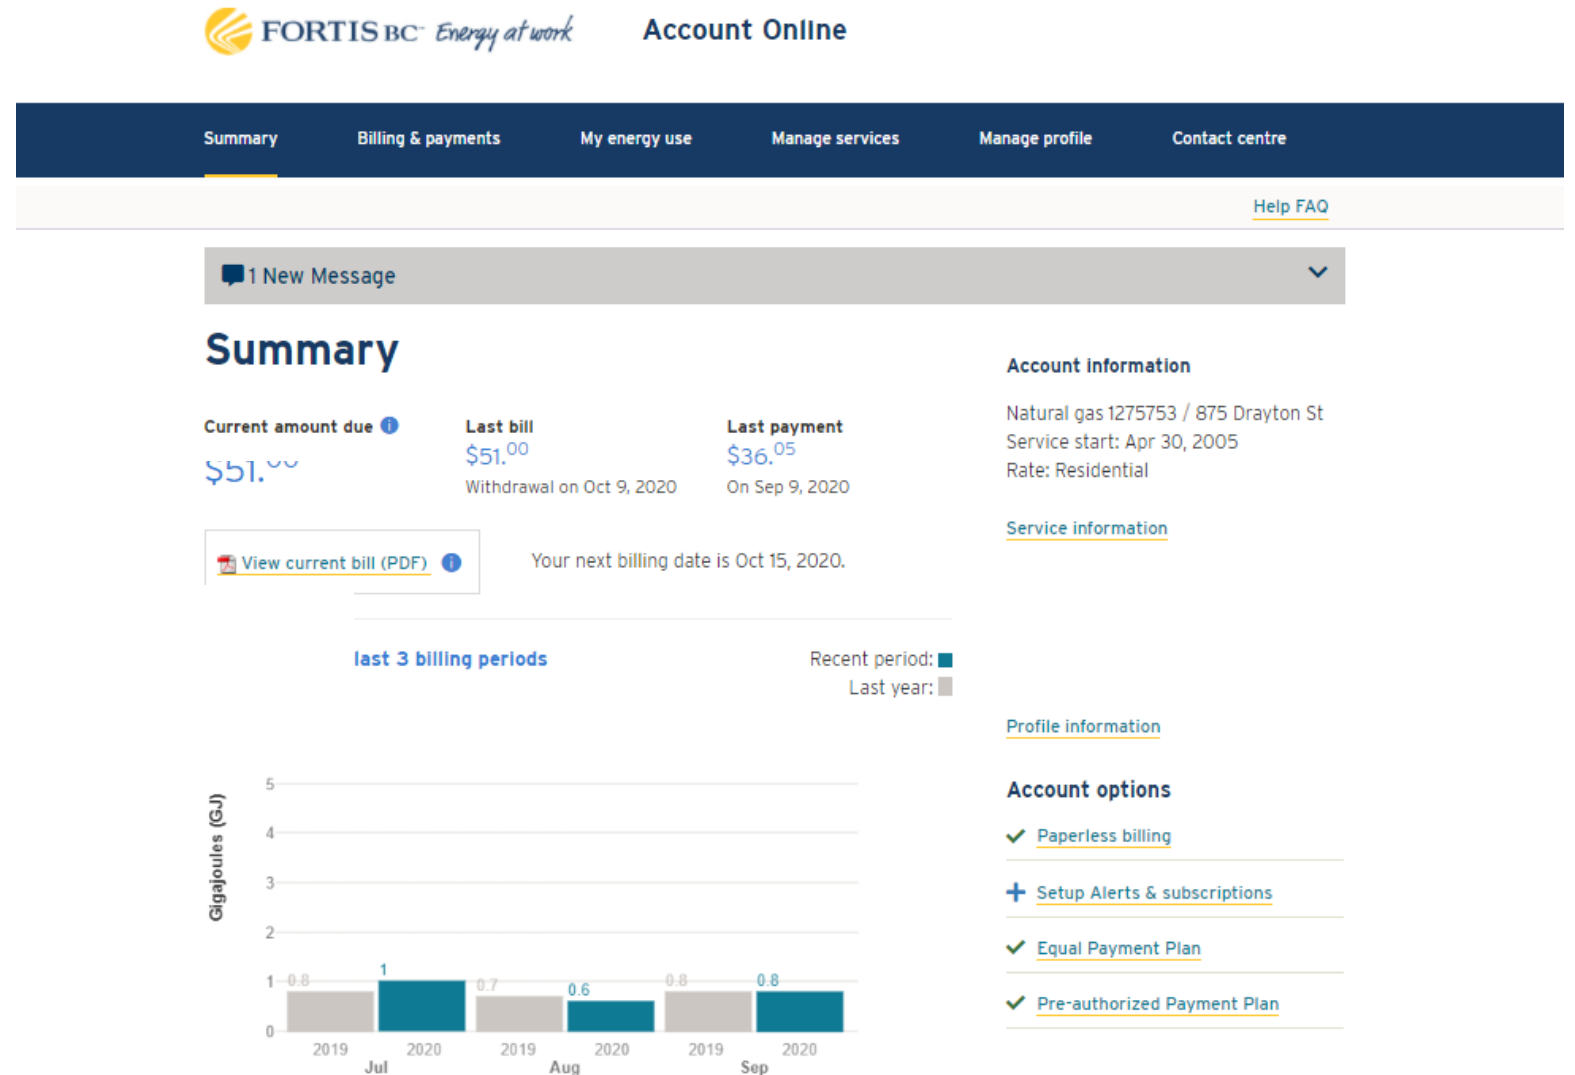 FORTIS BC™ Energy at work
Account Online
Summary Billing & payments My energy use Manage services Manage profile Contact centre
Help FAQ
1 New Message
Summary
Current amount due
$51.00
Last bill
$51.00
Withdrawal on Oct 9, 2020
Last payment
$36.05
On Sep 9, 2020
View current bill (PDF)
Your next billing date is Oct 15, 2020.
last 3 billing periods
Recent period:
Last year:
Gigajoules (GJ)
5
4
3
2
1
0
0.8 1 0.7 0.6 0.8 0.8
2019 2020 2019 2020 2019 2020
Jul Aug Sep
Account information
Natural gas 1275753 / 875 Drayton St
Service start: Apr 30, 2005
Rate: Residential
Service information
Profile information
Account options
Paperless billing
Setup Alerts & subscriptions
Equal Payment Plan
Pre-authorized Payment Plan